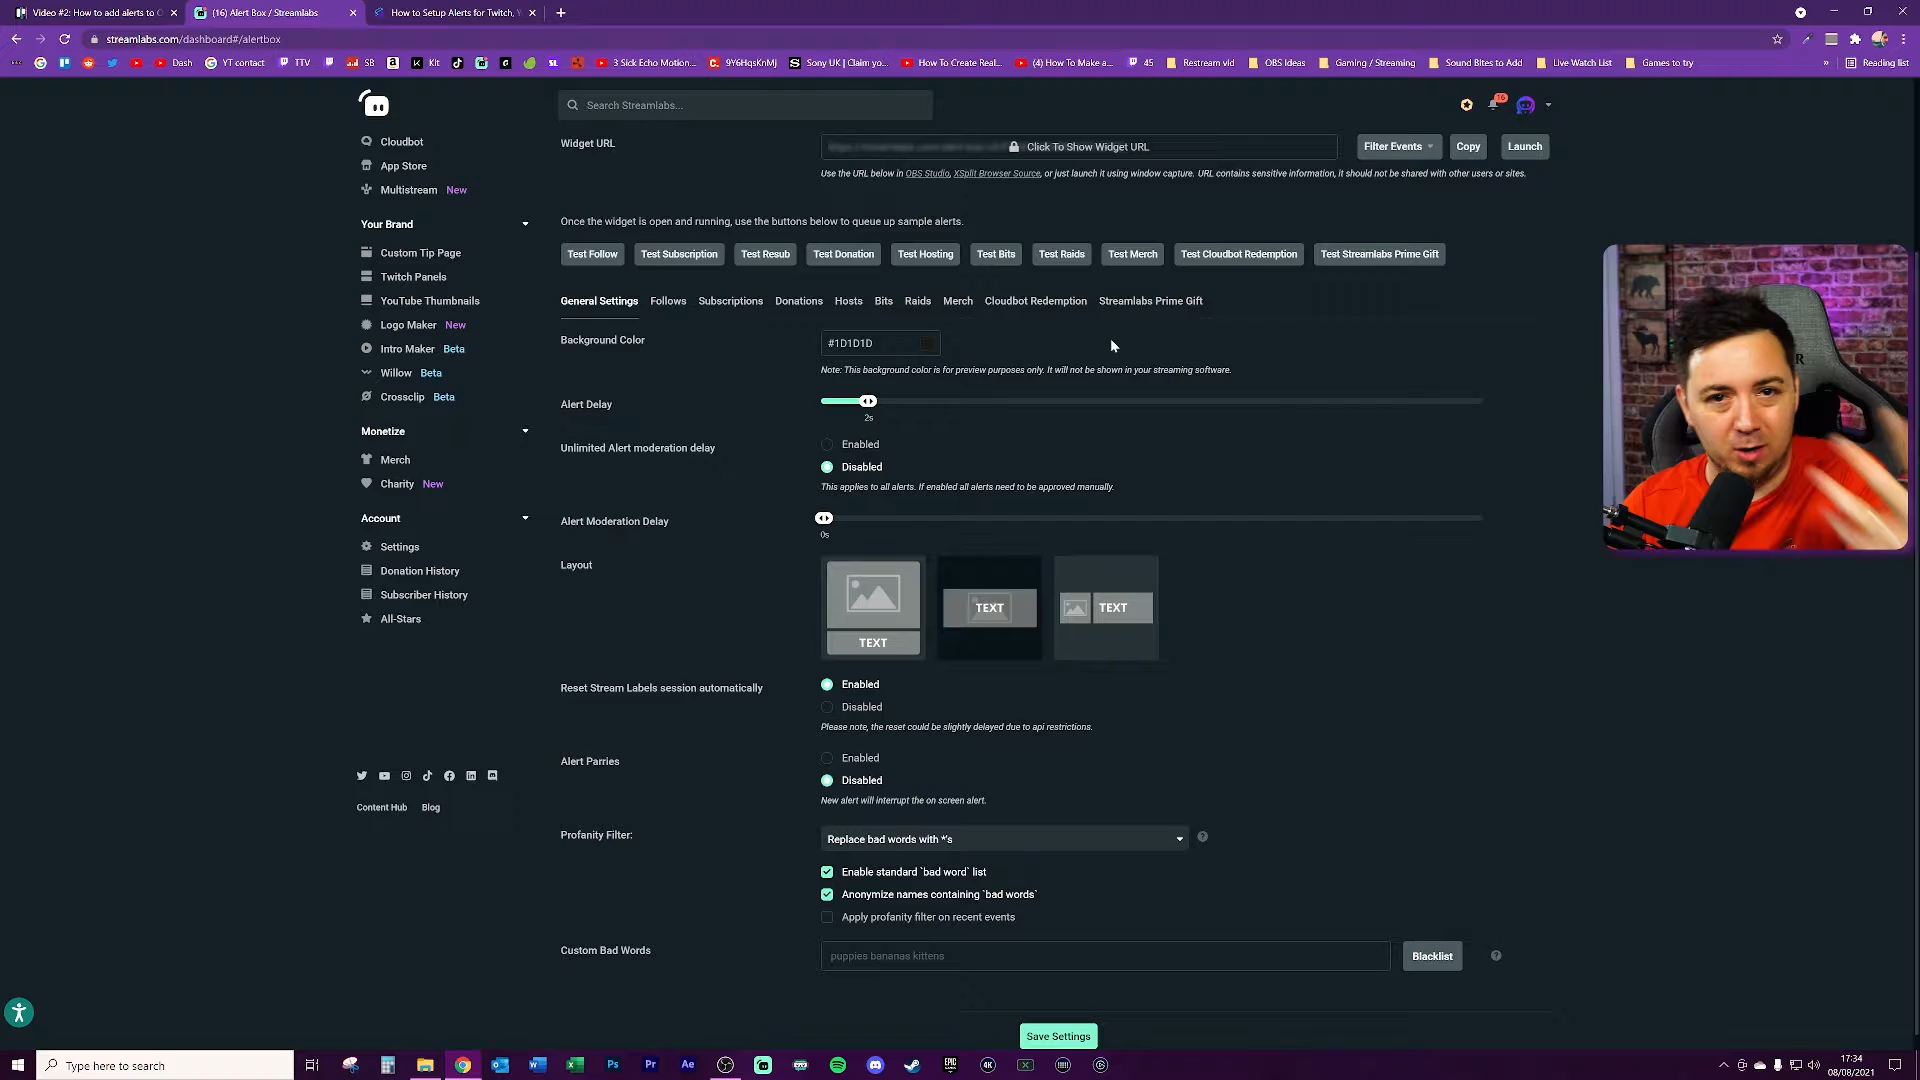 Video #2: How to add alerts to O
(16) Alert Box / Streamlabs
How to Setup Alerts for Twitch, Y
streamlabs.com/dashboard#/alertbox
Dash
YT contact
TTV
SB
Kit
3 Sick Echo Motion...
9Y6HqsKnMj
Sony UK | Claim yo...
How To Create Real...
(4) How To Make a...
45
Restream vid
OBS Ideas
Gaming / Streaming
Sound Bites to Add
Live Watch List
Games to try
»
Reading list
Search Streamlabs...
16
Cloudbot
App Store
Multistream New
Your Brand
Custom Tip Page
Twitch Panels
YouTube Thumbnails
Logo Maker New
Intro Maker Beta
Willow Beta
Crossclip Beta
Monetize
Merch
Charity New
Account
Settings
Donation History
Subscriber History
All-Stars
Content Hub Blog
Widget URL
Click To Show Widget URL
Filter Events
Copy
Launch
Use the URL below in OBS Studio, XSplit Browser Source, or just launch it using window capture. URL contains sensitive information, it should not be shared with other users or sites.
Once the widget is open and running, use the buttons below to queue up sample alerts.
Test Follow
Test Subscription
Test Resub
Test Donation
Test Hosting
Test Bits
Test Raids
Test Merch
Test Cloudbot Redemption
Test Streamlabs Prime Gift
General Settings
Follows
Subscriptions
Donations
Hosts
Bits
Raids
Merch
Cloudbot Redemption
Streamlabs Prime Gift
Background Color
#1D1D1D
Note: This background color is for preview purposes only. It will not be shown in your streaming software.
Alert Delay
2s
Unlimited Alert moderation delay
Enabled
Disabled
This applies to all alerts. If enabled all alerts need to be approved manually.
Alert Moderation Delay
0s
Layout
TEXT
TEXT
TEXT
Reset Stream Labels session automatically
Enabled
Disabled
Please note, the reset could be slightly delayed due to api restrictions.
Alert Parries
Enabled
Disabled
New alert will interrupt the on screen alert.
Profanity Filter:
Replace bad words with *'s
Enable standard `bad word` list
Anonymize names containing `bad words`
Apply profanity filter on recent events
Custom Bad Words
puppies bananas kittens
Blacklist
Save Settings
Type here to search
Ps
Pr
Ae
EPIC GAMES
4K
17:34
08/08/2021